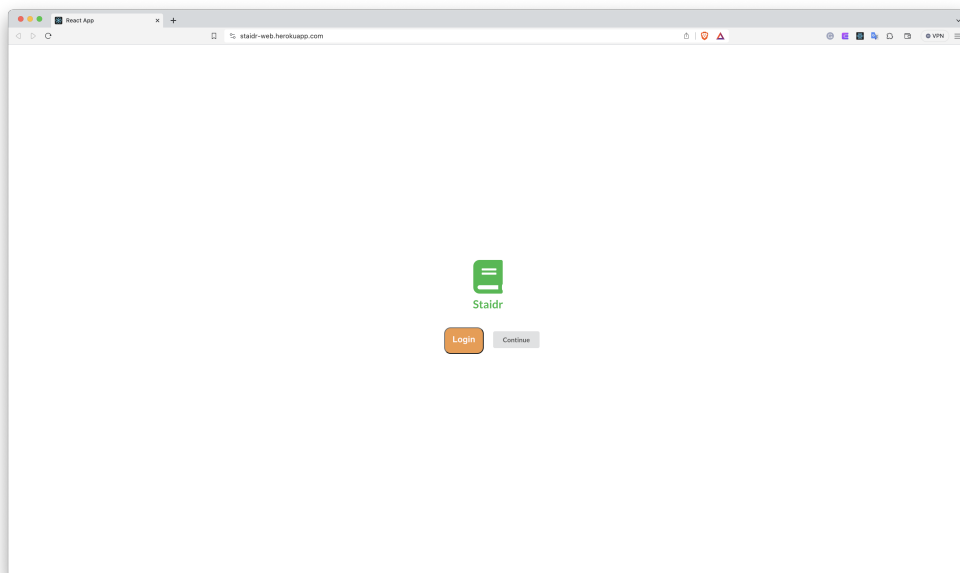 React App
staidr-web.herokuapp.com
VPN
Staidr
Login
Continue